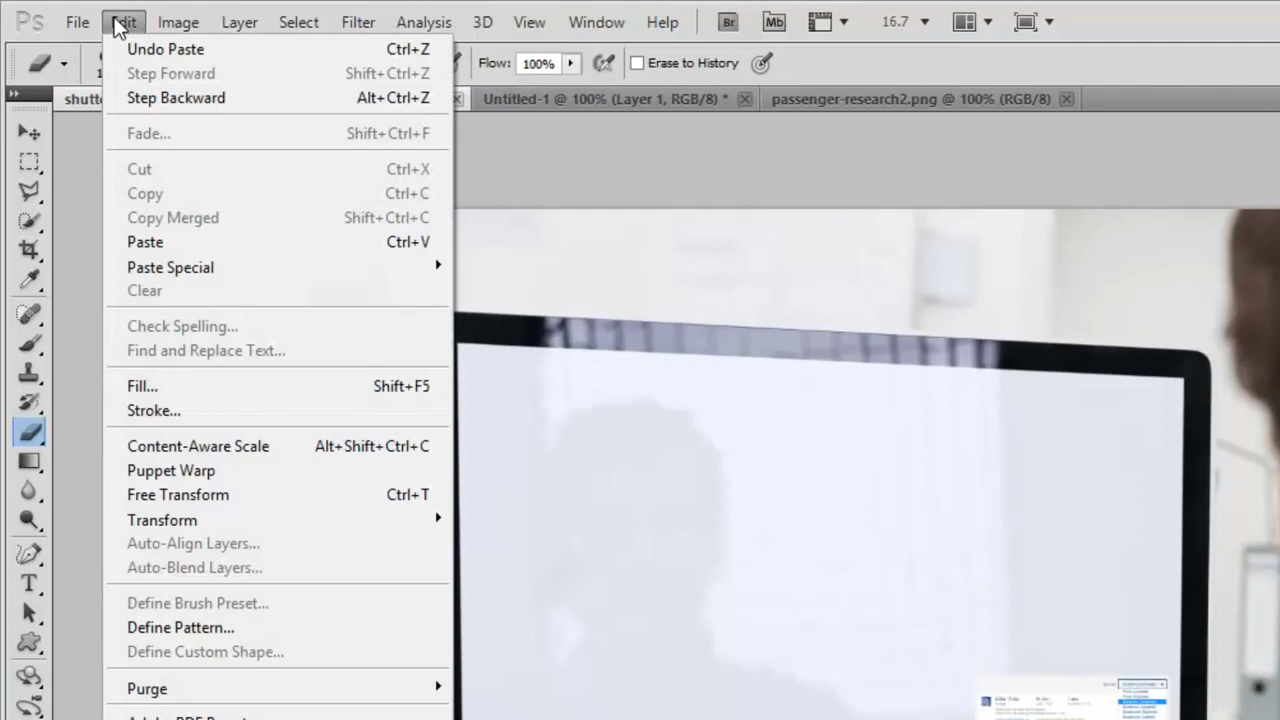 Ps File Edit Image Layer Select Filter Analysis 3D View Window Help Br Mb 16.7
Flow: 100% Erase to History
Untitled-1 @ 100% (Layer 1, RGB/8) * passenger-research2.png @ 100% (RGB/8)
Undo Paste Ctrl+Z
Step Forward Shift+Ctrl+Z
Step Backward Alt+Ctrl+Z
Fade... Shift+Ctrl+F
Cut Ctrl+X
Copy Ctrl+C
Copy Merged Shift+Ctrl+C
Paste Ctrl+V
Paste Special
Clear
Check Spelling...
Find and Replace Text...
Fill... Shift+F5
Stroke...
Content-Aware Scale Alt+Shift+Ctrl+C
Puppet Warp
Free Transform Ctrl+T
Transform
Auto-Align Layers...
Auto-Blend Layers...
Define Brush Preset...
Define Pattern...
Define Custom Shape...
Purge